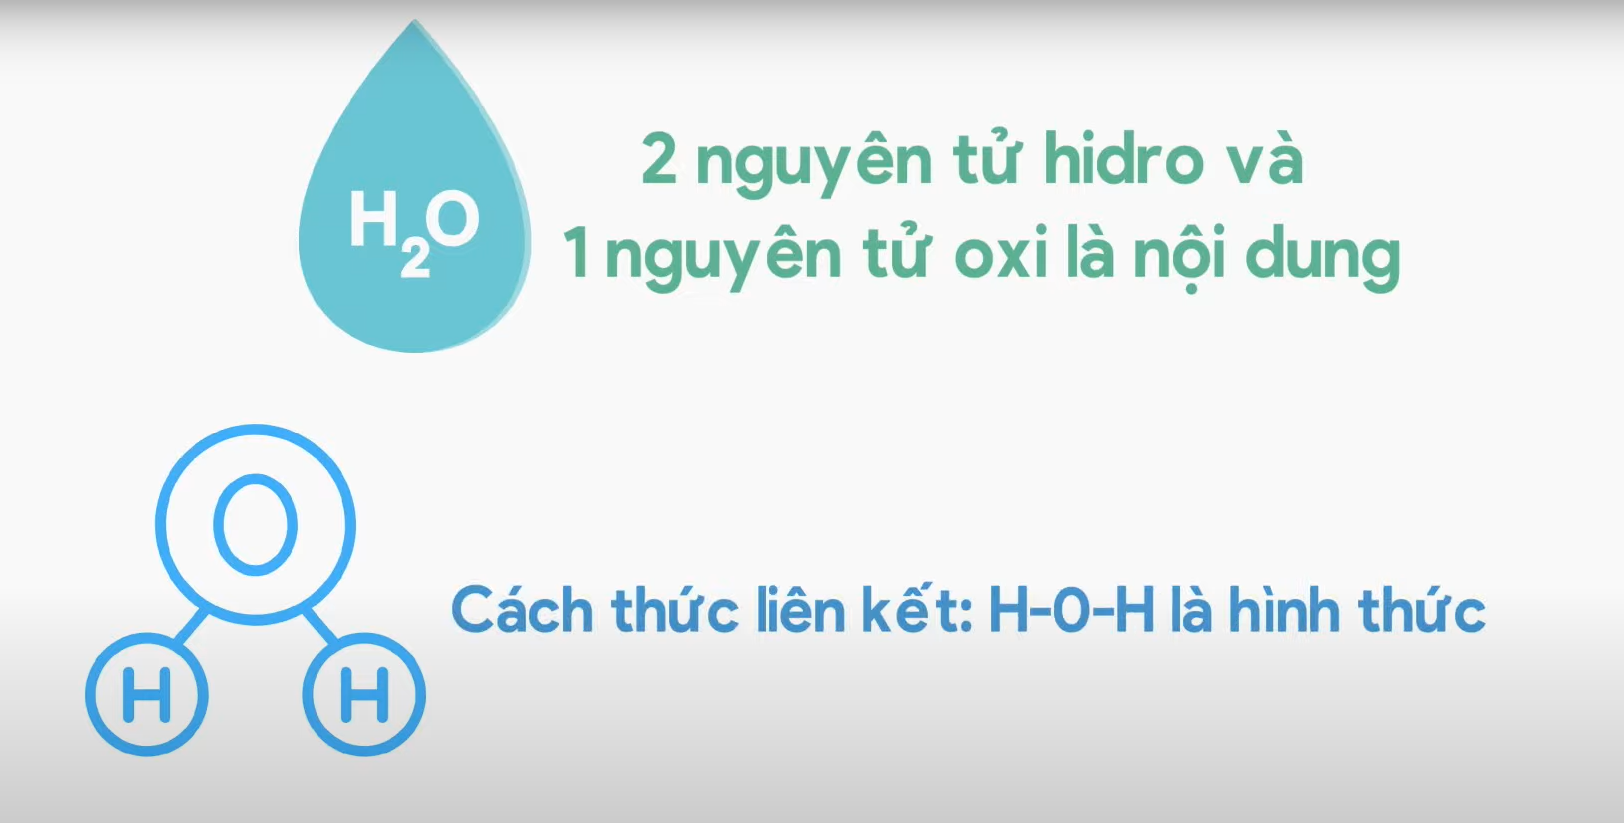 H₂O
2 nguyên tử hidro và
1 nguyên tử oxi là nội dung
O
Cách thức liên kết: H-0-H là hình thức
H H